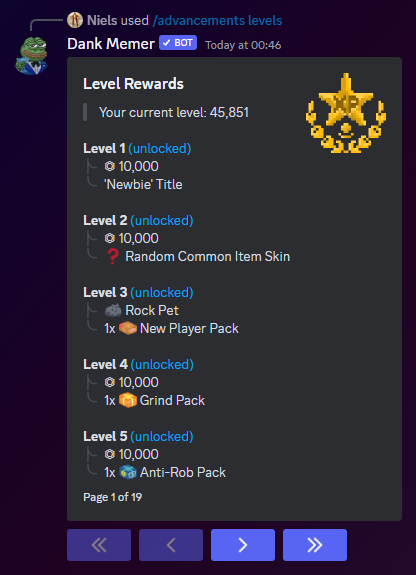 Niels used /advancements levels
Dank Memer ✓ BOT Today at 00:46
Level Rewards
XP
Your current level: 45,851
Level 1 (unlocked)
10,000
'Newbie' Title
Level 2 (unlocked)
10,000
❓ Random Common Item Skin
Level 3 (unlocked)
Rock Pet
1x New Player Pack
Level 4 (unlocked)
10,000
1x Grind Pack
Level 5 (unlocked)
10,000
1x Anti-Rob Pack
Page 1 of 19